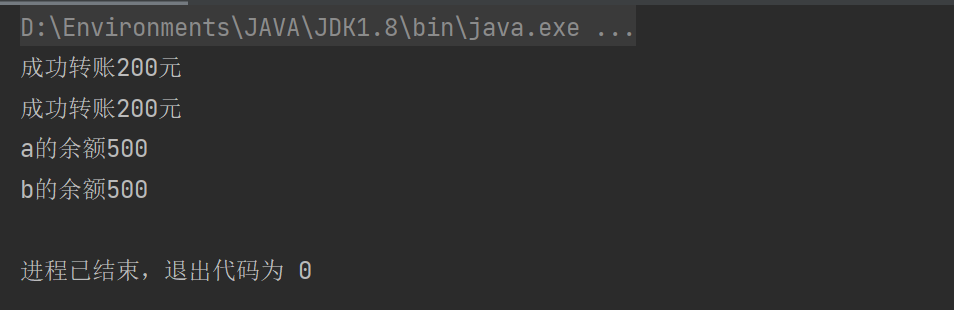 D:\Environments\JAVA\JDK1.8\bin\java.exe ...
成功转账200元
成功转账200元
a的余额500
b的余额500
进程已结束,退出代码为 0